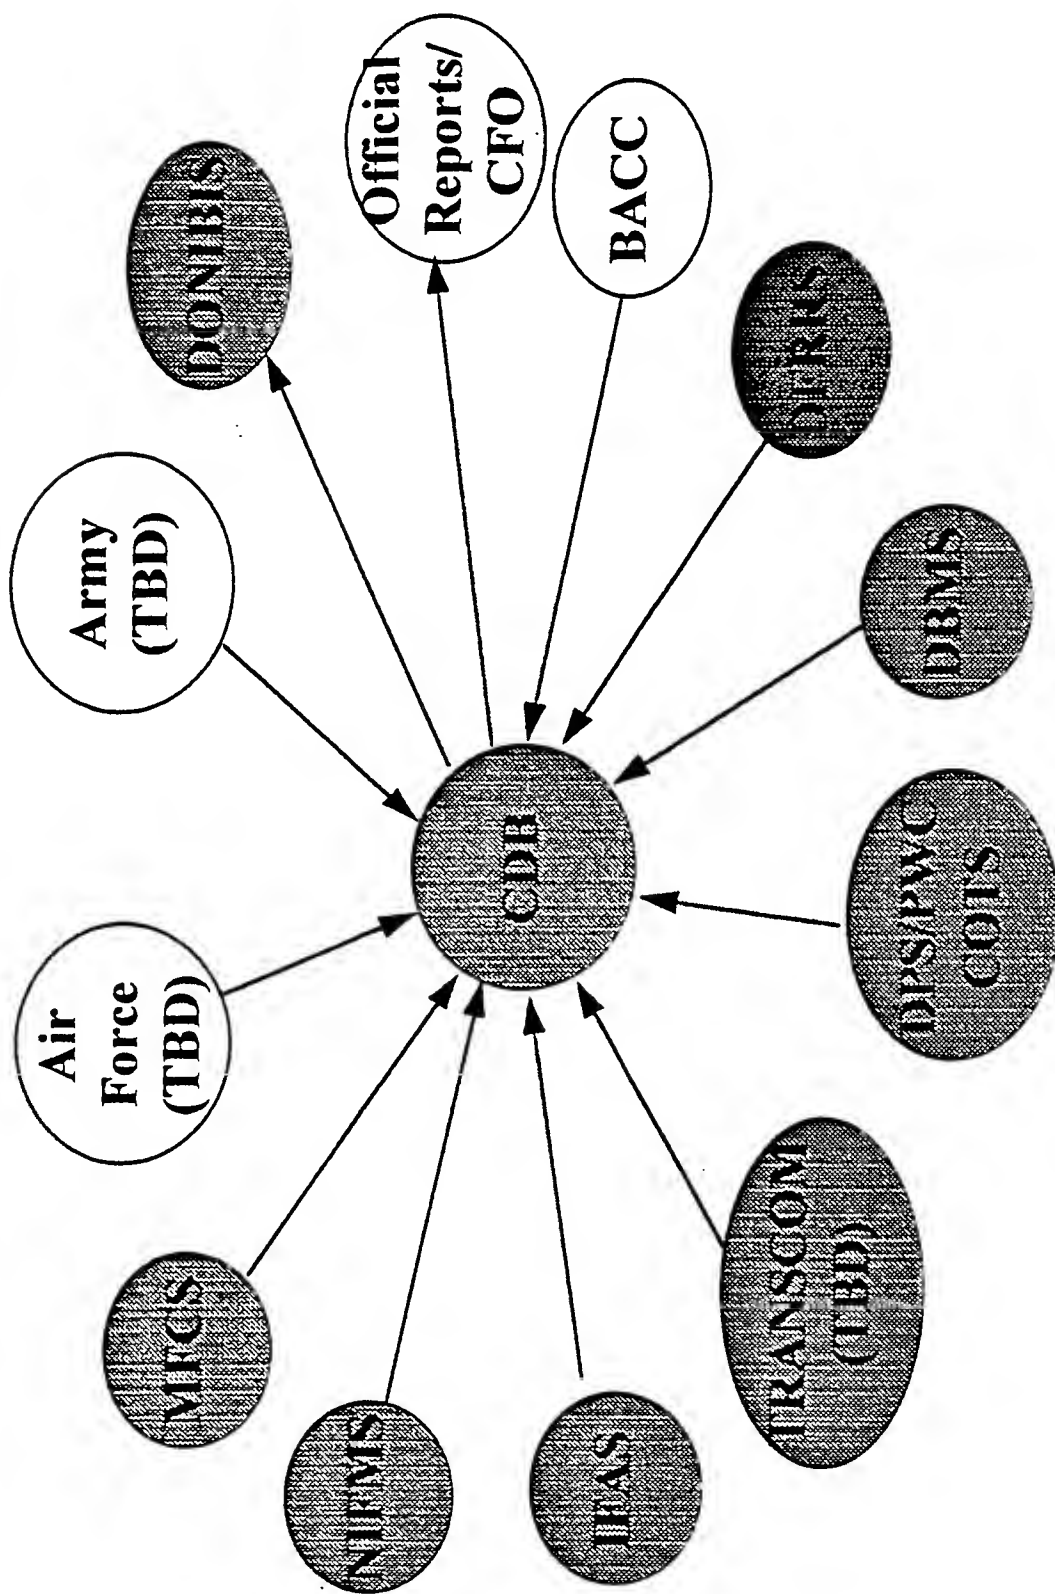 Air
Force
(TBD)
Army
(TBD)
MFCS
DONIBIS
NIFMS
Official
Reports/
CFO
CDB
IFAS
BACC
TRANSCOM
(TBD)
DFRRS
DPS/PWC
COTS
DBMS